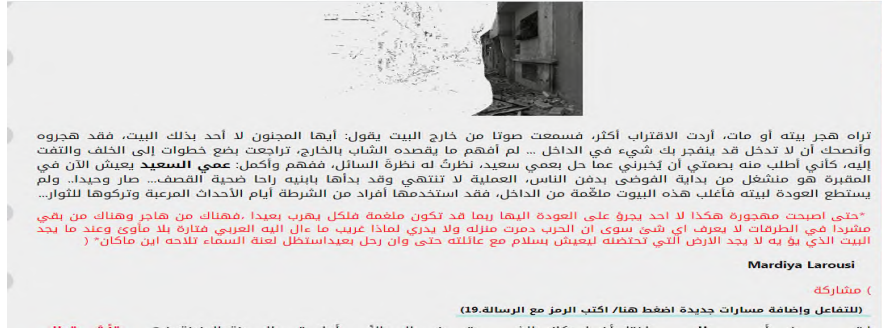 تراه هجر بيته أو مات، أردت الاقتراب أكثر، فسمعت صوتا من خارج البيت يقول: أيها المجنون لا أحد بذلك البيت، فقد هجروه
وأنصحك أن لا تدخل قد ينفجر بك شيء في الداخل ... لم أفهم ما يقصده الشاب بالخارج، تراجعت بضع خطوات إلى الخلف والتفت
إليه، كأني أطلب منه بصمتي أن يُخبرني عما حل بعمي سعيد، نظرتُ له نظرةَ السائل، ففهم وأكمل: عمي السعيد يعيش الآن في
المقبرة هو منشغل من بداية الفوضى بدفن الناس، العملية لا تنتهي وقد بدأها بابنيه راحا ضحية القصف... صار وحيدا.. ولم
يستطع العودة لبيته فأغلب هذه البيوت ملغّمة من الداخل، فقد استخدمها أفراد من الشرطة أيام الأحداث المرعبة وتركوها للثوار...
"حتى اصبحت مهجورة هكذا لا احد يجرؤ على العودة اليها ربما قد تكون ملغمة فلكل يهرب بعيدا ،فهناك من هاجر وهناك من بقي
مشردا في الطرقات لا يعرف اي شئ سوى ان الحرب دمرت منزله ولا يدري لماذا غريب ما ءال اليه العربي فتارة بلا مأوئ وعند ما يجد
البيت الذي يؤ يه لا يجد الارض التي تحتضنه ليعيش بسلام مع عائلته حتى وان رحل بعيداستظل لعنة السماء تلاحه اين ماكان" (
Mardiya Larousi
) مشاركة
((للتفاعل وإضافة مسارات جديدة اضغط هنا/ اكتب الرمز مع الرسالة.19)